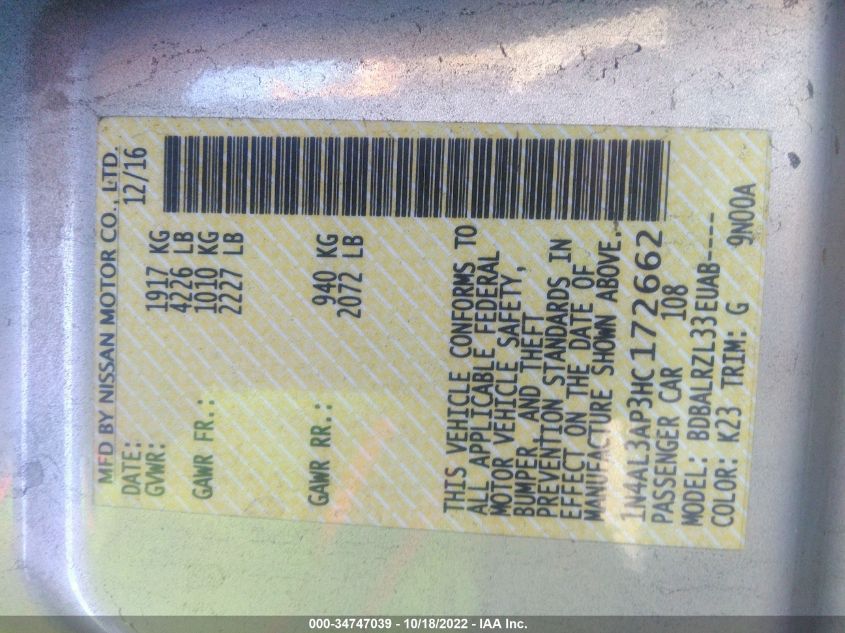 MFD BY NISSAN MOTOR CO., LTD.
DATE: 12/16
GVWR: 1917 KG
4226 LB
GAWR FR.: 1010 KG
2227 LB
GAWR RR.: 940 KG
2072 LB
THIS VEHICLE CONFORMS TO
ALL APPLICABLE FEDERAL
MOTOR VEHICLE SAFETY,
BUMPER, AND THEFT
PREVENTION STANDARDS IN
EFFECT ON THE DATE OF
MANUFACTURE SHOWN ABOVE.
1N4AL3AP3HC172662
PASSENGER CAR 108
MODEL: BDBALRZL33EUAB----
COLOR: K23 TRIM: G 9N00A
000-34747039 - 10/18/2022 - IAA Inc.